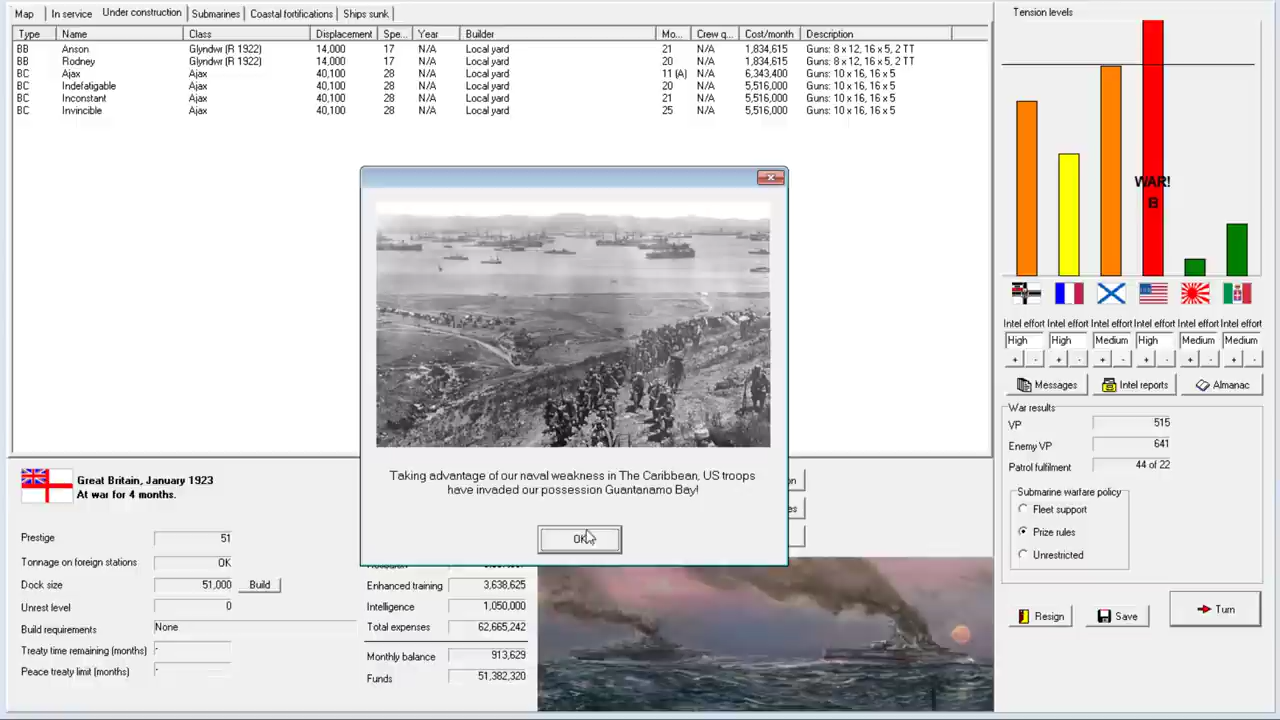 Map In service Under construction Submarines Coastal fortifications Ships sunk
Type Name Class Displacement Spe... Year Builder Mo... Crew q... Cost/month Description
BB Anson Glyndwr (R 1922) 14,000 17 N/A Local yard 21 N/A 1,834,615 Guns: 8 x 12, 16 x 5, 2 TT
BB Rodney Glyndwr (R 1922) 14,000 17 N/A Local yard 20 N/A 1,834,615 Guns: 8 x 12, 16 x 5, 2 TT
BC Ajax Ajax 40,100 28 N/A Local yard 11 (A) N/A 6,343,400 Guns: 10 x 16, 16 x 5
BC Indefatigable Ajax 40,100 28 N/A Local yard 20 N/A 5,516,000 Guns: 10 x 16, 16 x 5
BC Inconstant Ajax 40,100 28 N/A Local yard 21 N/A 5,516,000 Guns: 10 x 16, 16 x 5
BC Invincible Ajax 40,100 28 N/A Local yard 25 N/A 5,516,000 Guns: 10 x 16, 16 x 5
Taking advantage of our naval weakness in The Caribbean, US troops
have invaded our possession Guantanamo Bay!
OK
Great Britain, January 1923
At war for 4 months.
Prestige 51
Tonnage on foreign stations OK
Dock size 51,000 Build
Unrest level 0
Build requirements None
Treaty time remaining (months) -
Peace treaty limit (months) -
Enhanced training 3,638,625
Intelligence 1,050,000
Total expenses 62,665,242
Monthly balance 913,629
Funds 51,382,320
Tension levels
WAR!
B
Intel effort Intel effort Intel effort Intel effort Intel effort Intel effort
High High Medium High Medium Medium
+ - + - + - + - + - + -
Messages Intel reports Almanac
War results
VP 515
Enemy VP 641
Patrol fulfilment 44 of 22
Submarine warfare policy
Fleet support
Prize rules
Unrestricted
Resign Save Turn